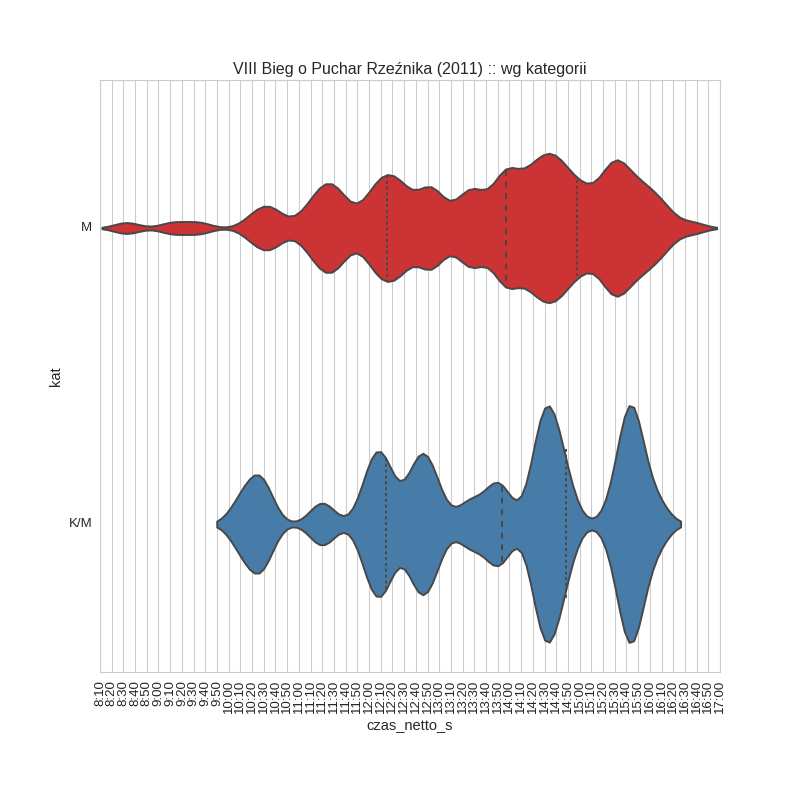 VIII Bieg o Puchar Rzeźnika (2011) :: wg kategorii
M
kat
K/M
8:10 8:20 8:30 8:40 8:50 9:00 9:10 9:20 9:30 9:40 9:50 10:00 10:10 10:20 10:30 10:40 10:50 11:00 11:10 11:20 11:30 11:40 11:50 12:00 12:10 12:20 12:30 12:40 12:50 13:00 13:10 13:20 13:30 13:40 13:50 14:00 14:10 14:20 14:30 14:40 14:50 15:00 15:10 15:20 15:30 15:40 15:50 16:00 16:10 16:20 16:30 16:40 16:50 17:00
czas_netto_s